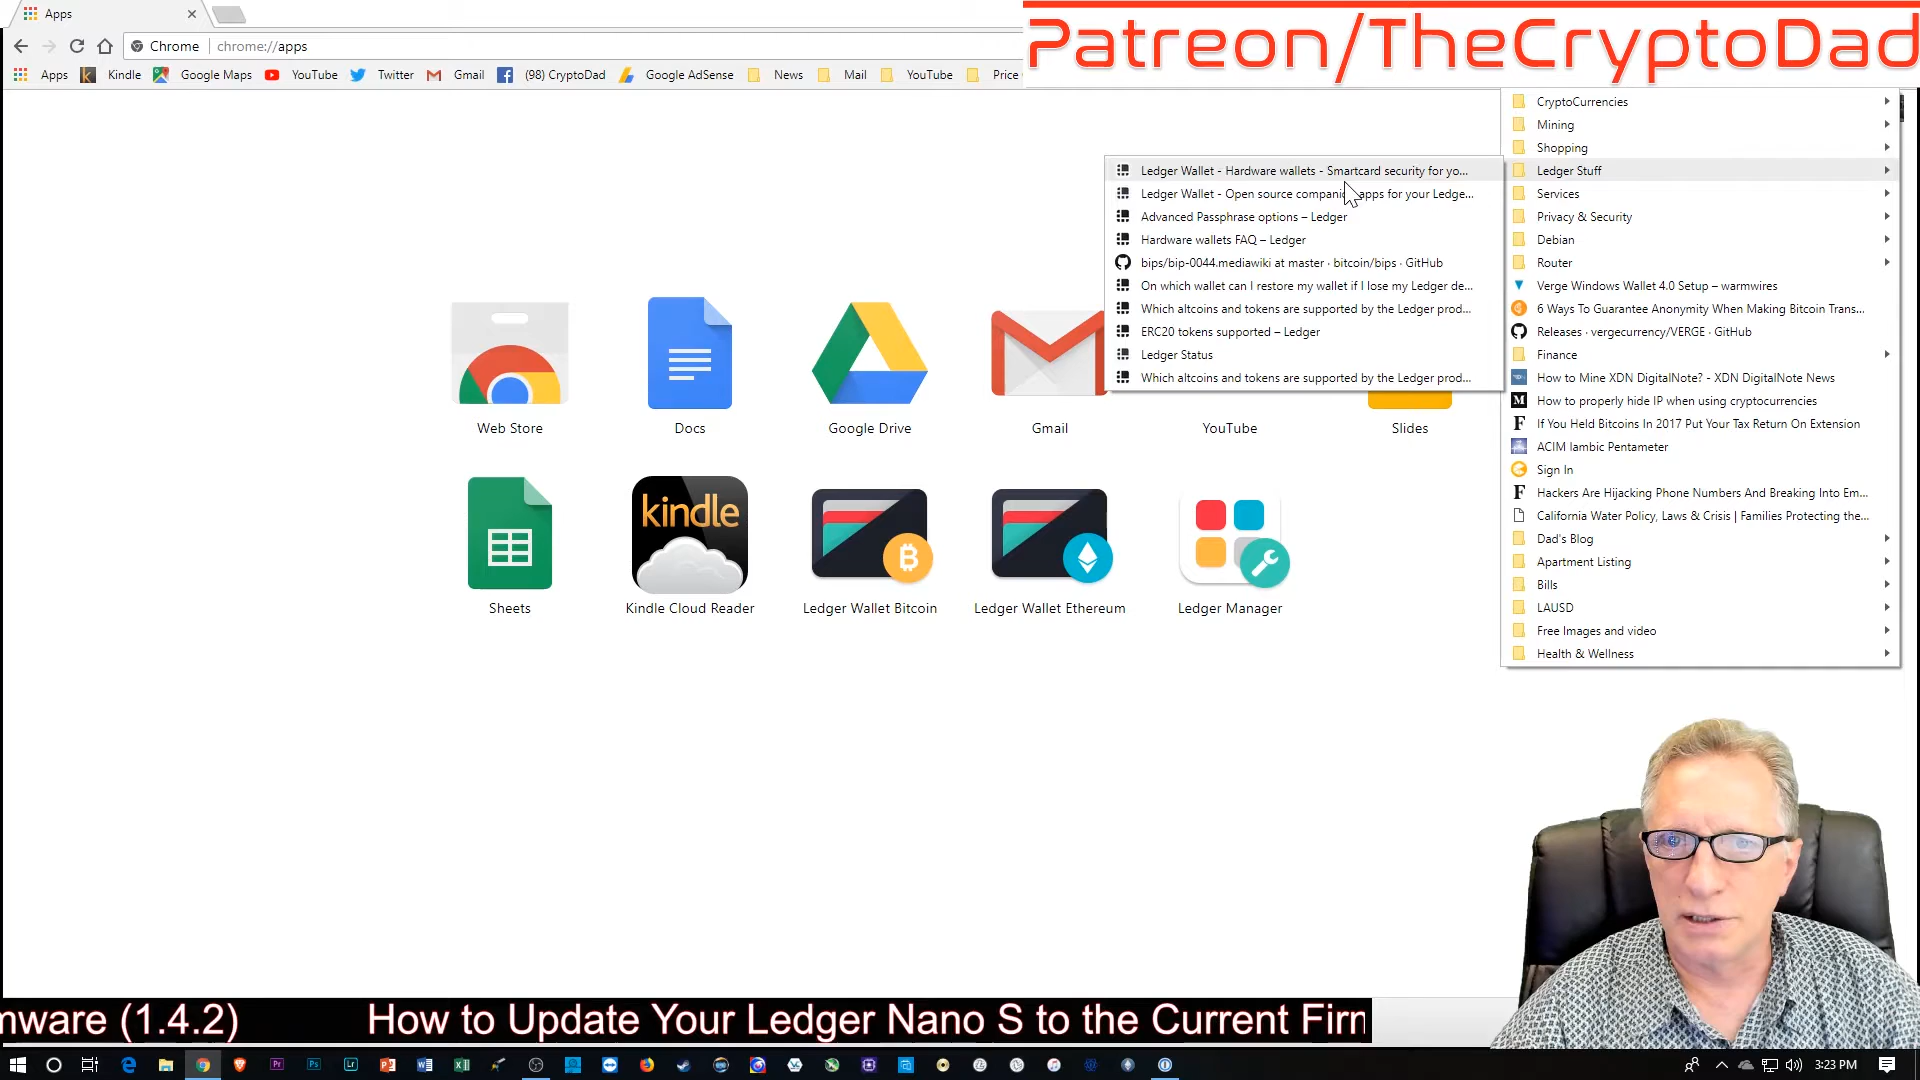 Apps
Patreon/TheCryptoDad
Chrome
chrome://apps
Apps
Kindle
Google Maps
YouTube
Twitter
Gmail
(98) CryptoDad
Google AdSense
News
Mail
YouTube
Price
CryptoCurrencies
Mining
Shopping
Ledger Stuff
Services
Privacy & Security
Debian
Router
Verge Windows Wallet 4.0 Setup – warmwires
6 Ways To Guarantee Anonymity When Making Bitcoin Trans...
Releases · vergecurrency/VERGE · GitHub
Finance
How to Mine XDN DigitalNote? - XDN DigitalNote News
How to properly hide IP when using cryptocurrencies
If You Held Bitcoins In 2017 Put Your Tax Return On Extension
ACIM Iambic Pentameter
Sign In
Hackers Are Hijacking Phone Numbers And Breaking Into Em...
California Water Policy, Laws & Crisis | Families Protecting the...
Dad's Blog
Apartment Listing
Bills
LAUSD
Free Images and video
Health & Wellness
Ledger Wallet - Hardware wallets - Smartcard security for yo...
Ledger Wallet - Open source compani apps for your Ledge...
Advanced Passphrase options – Ledger
Hardware wallets FAQ – Ledger
bips/bip-0044.mediawiki at master · bitcoin/bips · GitHub
On which wallet can I restore my wallet if I lose my Ledger de...
Which altcoins and tokens are supported by the Ledger prod...
ERC20 tokens supported – Ledger
Ledger Status
Which altcoins and tokens are supported by the Ledger prod...
Web Store
Docs
Google Drive
Gmail
YouTube
Slides
Sheets
kindle
Kindle Cloud Reader
Ledger Wallet Bitcoin
Ledger Wallet Ethereum
Ledger Manager
mware (1.4.2)
How to Update Your Ledger Nano S to the Current Firm
3:23 PM